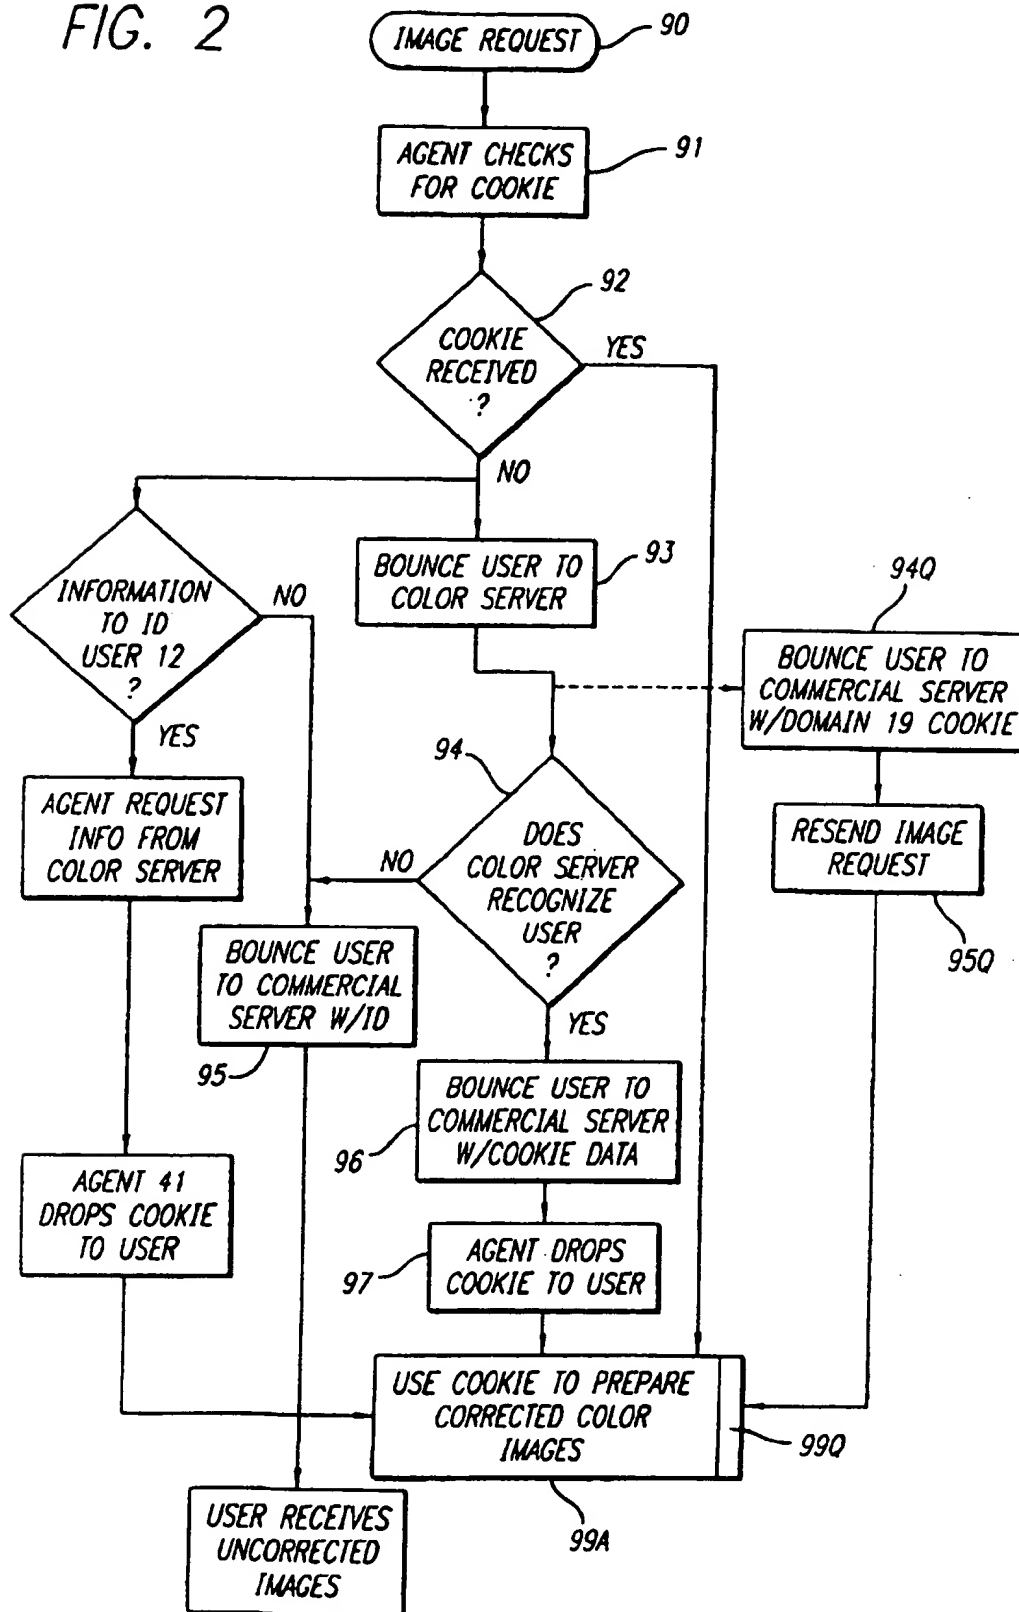 FIG. 2
IMAGE REQUEST
90
AGENT CHECKS
FOR COOKIE
91
92
COOKIE
RECEIVED
?
YES
NO
INFORMATION
TO ID
USER 12
?
NO
YES
BOUNCE USER TO
COLOR SERVER
93
94Q
BOUNCE USER TO
COMMERCIAL SERVER
W/DOMAIN 19 COOKIE
94
DOES
COLOR SERVER
RECOGNIZE
USER
?
NO
YES
AGENT REQUEST
INFO FROM
COLOR SERVER
RESEND IMAGE
REQUEST
95Q
BOUNCE USER
TO COMMERCIAL
SERVER W/ID
95
BOUNCE USER TO
COMMERCIAL SERVER
W/COOKIE DATA
96
AGENT 41
DROPS COOKIE
TO USER
AGENT DROPS
COOKIE TO USER
97
USE COOKIE TO PREPARE
CORRECTED COLOR
IMAGES
99Q
99A
USER RECEIVES
UNCORRECTED
IMAGES